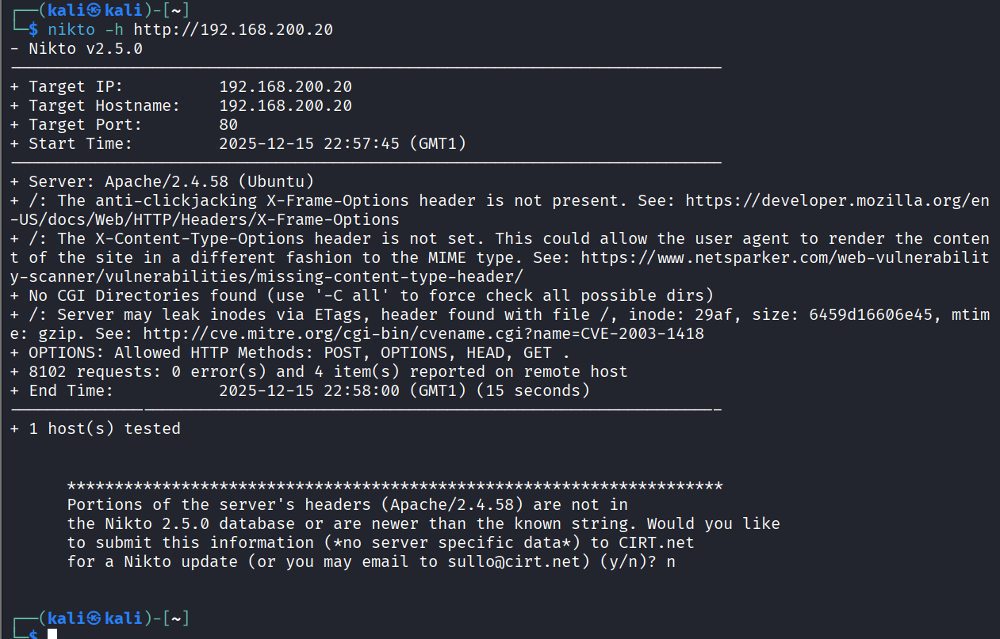 ┌──(kali㉿kali)-[~]
└─$ nikto -h http://192.168.200.20
- Nikto v2.5.0
---------------------------------------------------------------------------
+ Target IP:          192.168.200.20
+ Target Hostname:    192.168.200.20
+ Target Port:        80
+ Start Time:         2025-12-15 22:57:45 (GMT1)
---------------------------------------------------------------------------
+ Server: Apache/2.4.58 (Ubuntu)
+ /: The anti-clickjacking X-Frame-Options header is not present. See: https://developer.mozilla.org/en
-US/docs/Web/HTTP/Headers/X-Frame-Options
+ /: The X-Content-Type-Options header is not set. This could allow the user agent to render the conten
t of the site in a different fashion to the MIME type. See: https://www.netsparker.com/web-vulnerabilit
y-scanner/vulnerabilities/missing-content-type-header/
+ No CGI Directories found (use '-C all' to force check all possible dirs)
+ /: Server may leak inodes via ETags, header found with file /, inode: 29af, size: 6459d16606e45, mtim
e: gzip. See: http://cve.mitre.org/cgi-bin/cvename.cgi?name=CVE-2003-1418
+ OPTIONS: Allowed HTTP Methods: POST, OPTIONS, HEAD, GET .
+ 8102 requests: 0 error(s) and 4 item(s) reported on remote host
+ End Time:           2025-12-15 22:58:00 (GMT1) (15 seconds)
---------------------------------------------------------------------------
+ 1 host(s) tested
*********************************************************************
Portions of the server's headers (Apache/2.4.58) are not in
the Nikto 2.5.0 database or are newer than the known string. Would you like
to submit this information (*no server specific data*) to CIRT.net
for a Nikto update (or you may email to sullo@cirt.net) (y/n)? n
┌──(kali㉿kali)-[~]
└─$